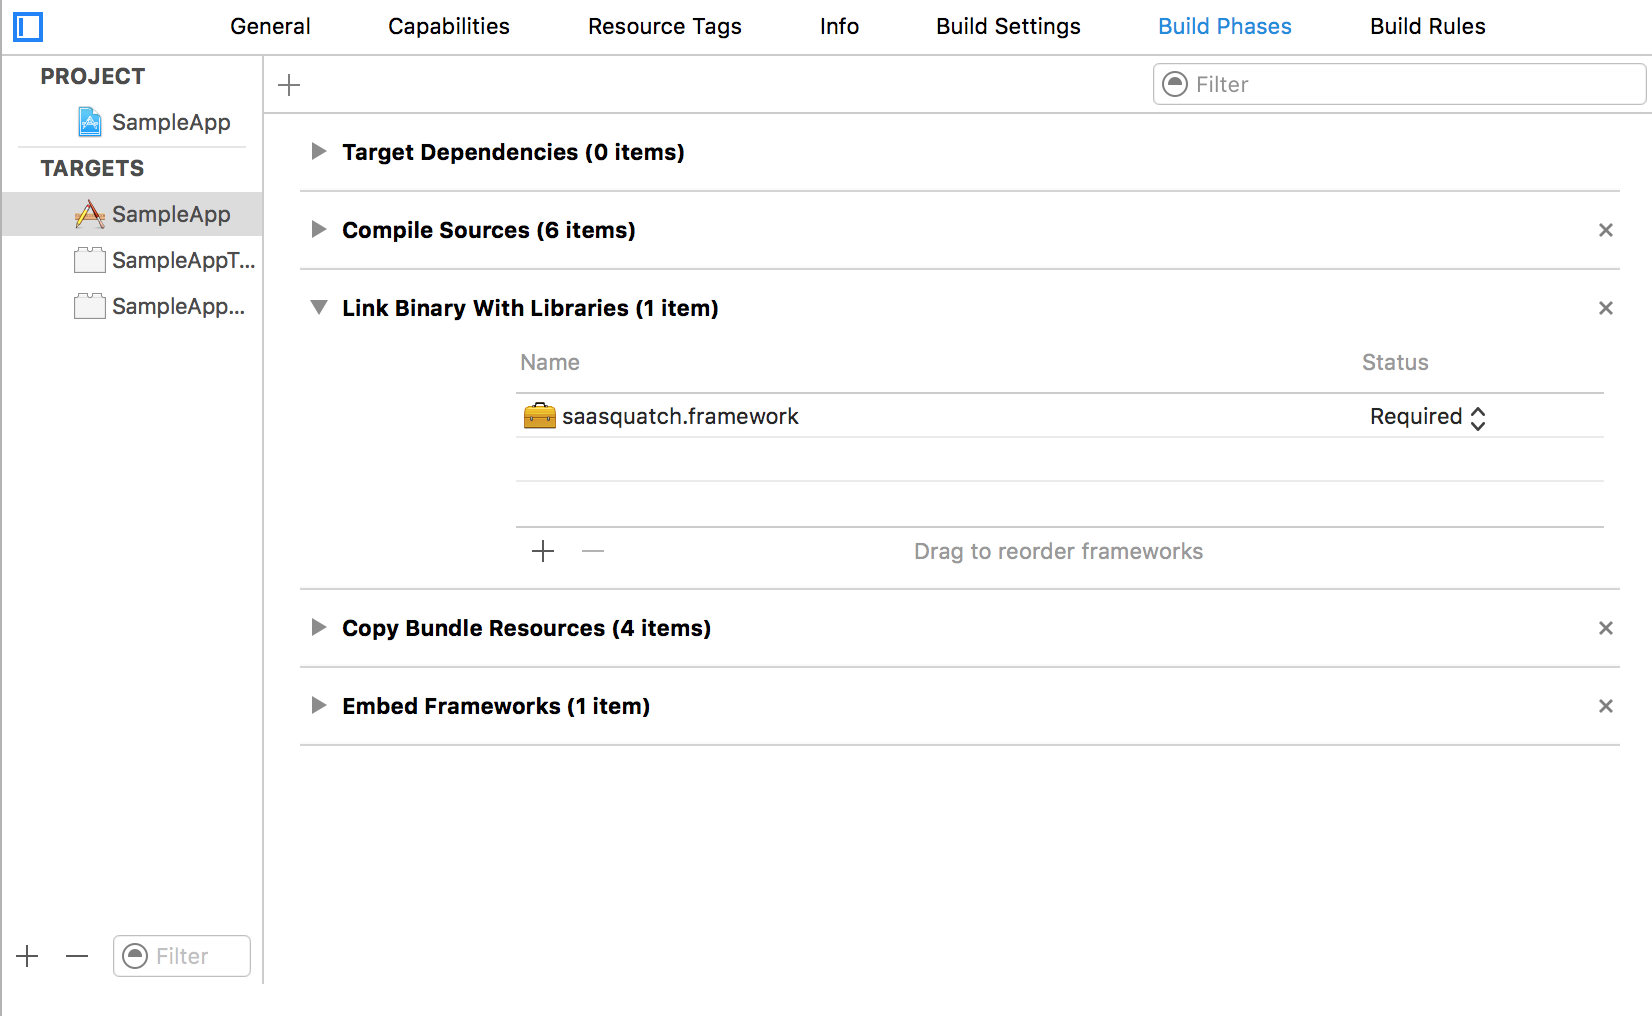 General Capabilities Resource Tags Info Build Settings Build Phases Build Rules
PROJECT
SampleApp
TARGETS
SampleApp
SampleAppT...
SampleApp...
Filter
Filter
Target Dependencies (0 items)
Compile Sources (6 items)
Link Binary With Libraries (1 item)
Name Status
saasquatch.framework Required
Drag to reorder frameworks
Copy Bundle Resources (4 items)
Embed Frameworks (1 item)